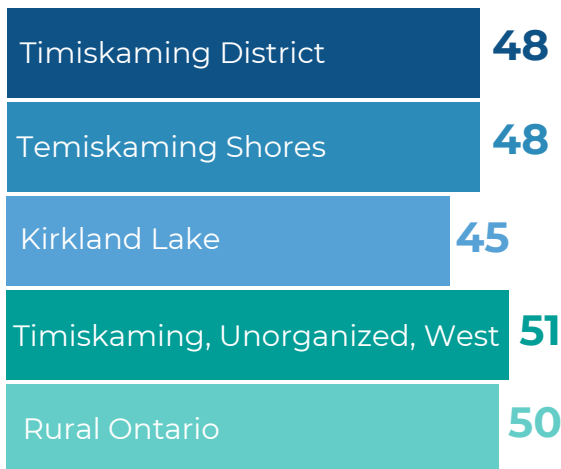 Timiskaming District 48
Temiskaming Shores 48
Kirkland Lake 45
Timiskaming, Unorganized, West 51
Rural Ontario 50